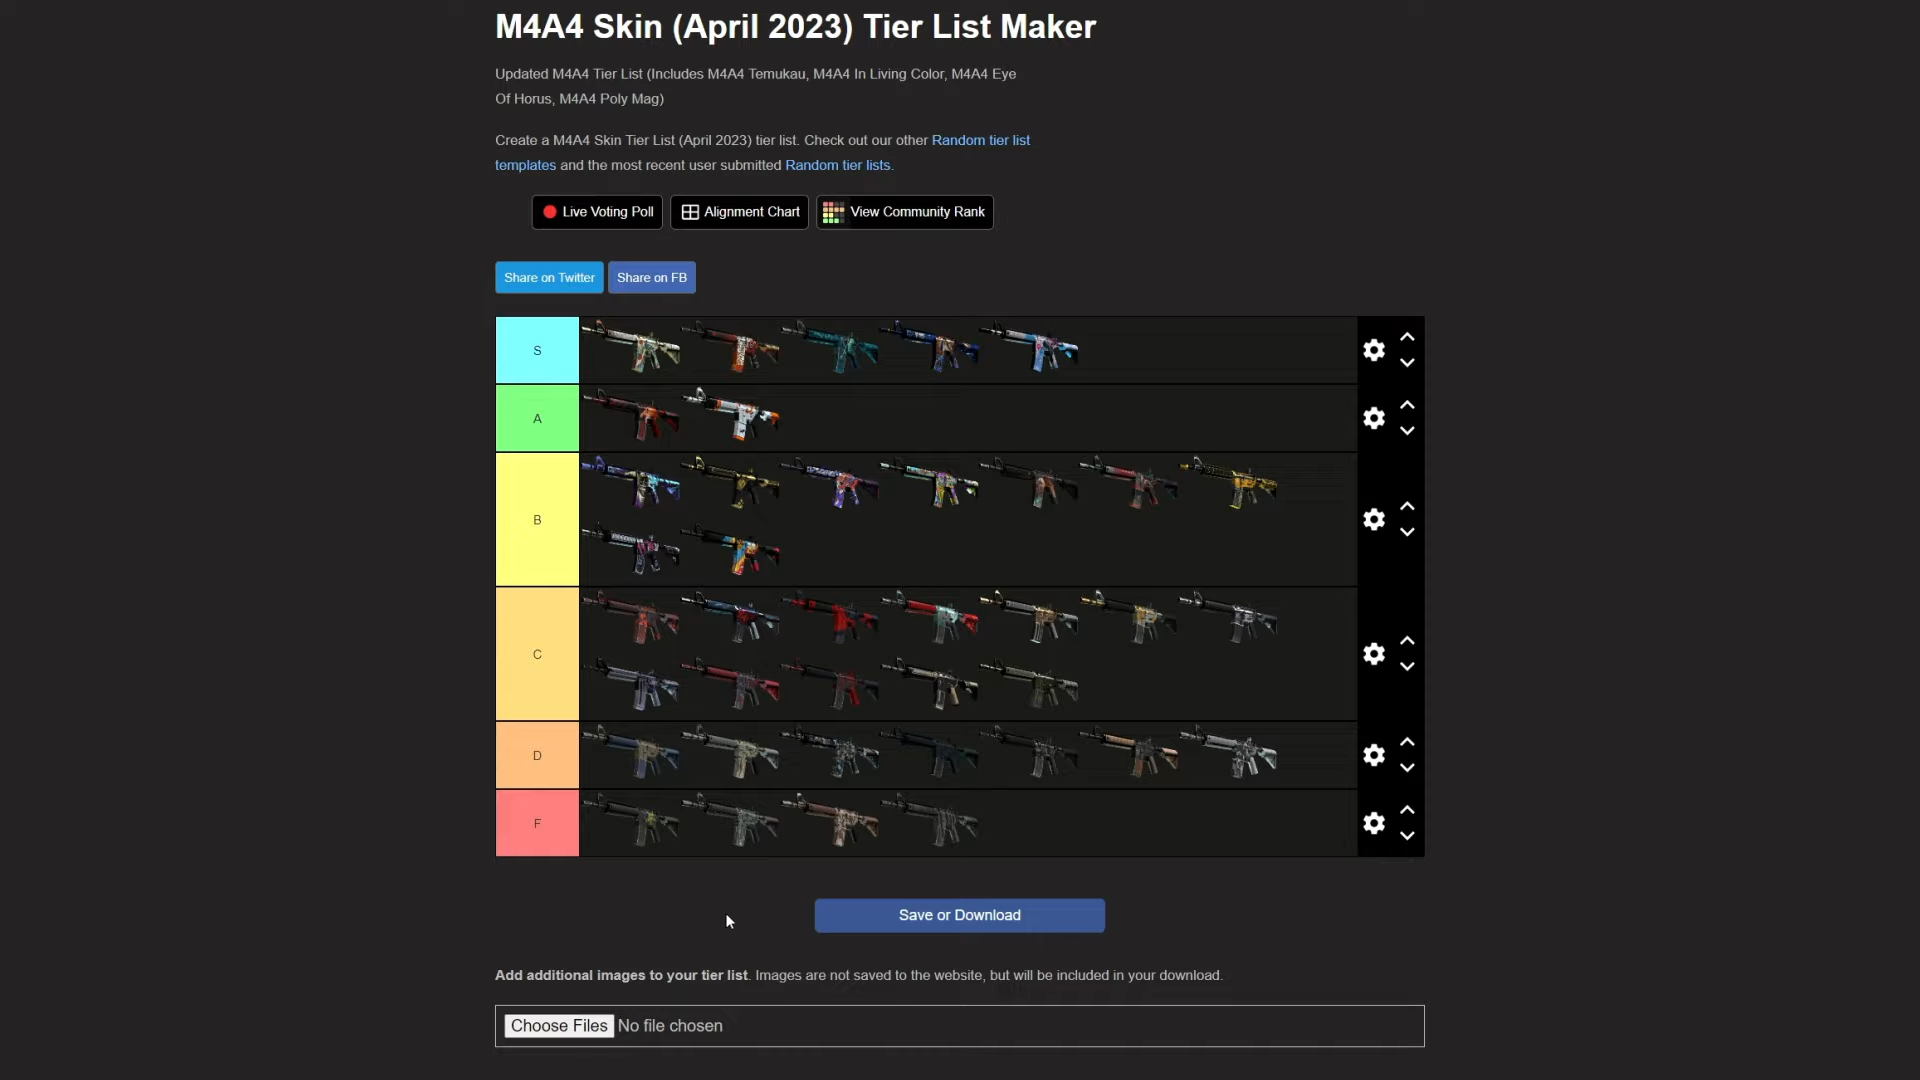 M4A4 Skin (April 2023) Tier List Maker
Updated M4A4 Tier List (Includes M4A4 Temukau, M4A4 In Living Color, M4A4 Eye
Of Horus, M4A4 Poly Mag)
Create a M4A4 Skin Tier List (April 2023) tier list. Check out our other Random tier list
templates and the most recent user submitted Random tier lists.
Live Voting Poll
Alignment Chart
View Community Rank
Share on Twitter
Share on FB
S
A
B
C
D
F
Save or Download
Add additional images to your tier list. Images are not saved to the website, but will be included in your download.
Choose Files No file chosen